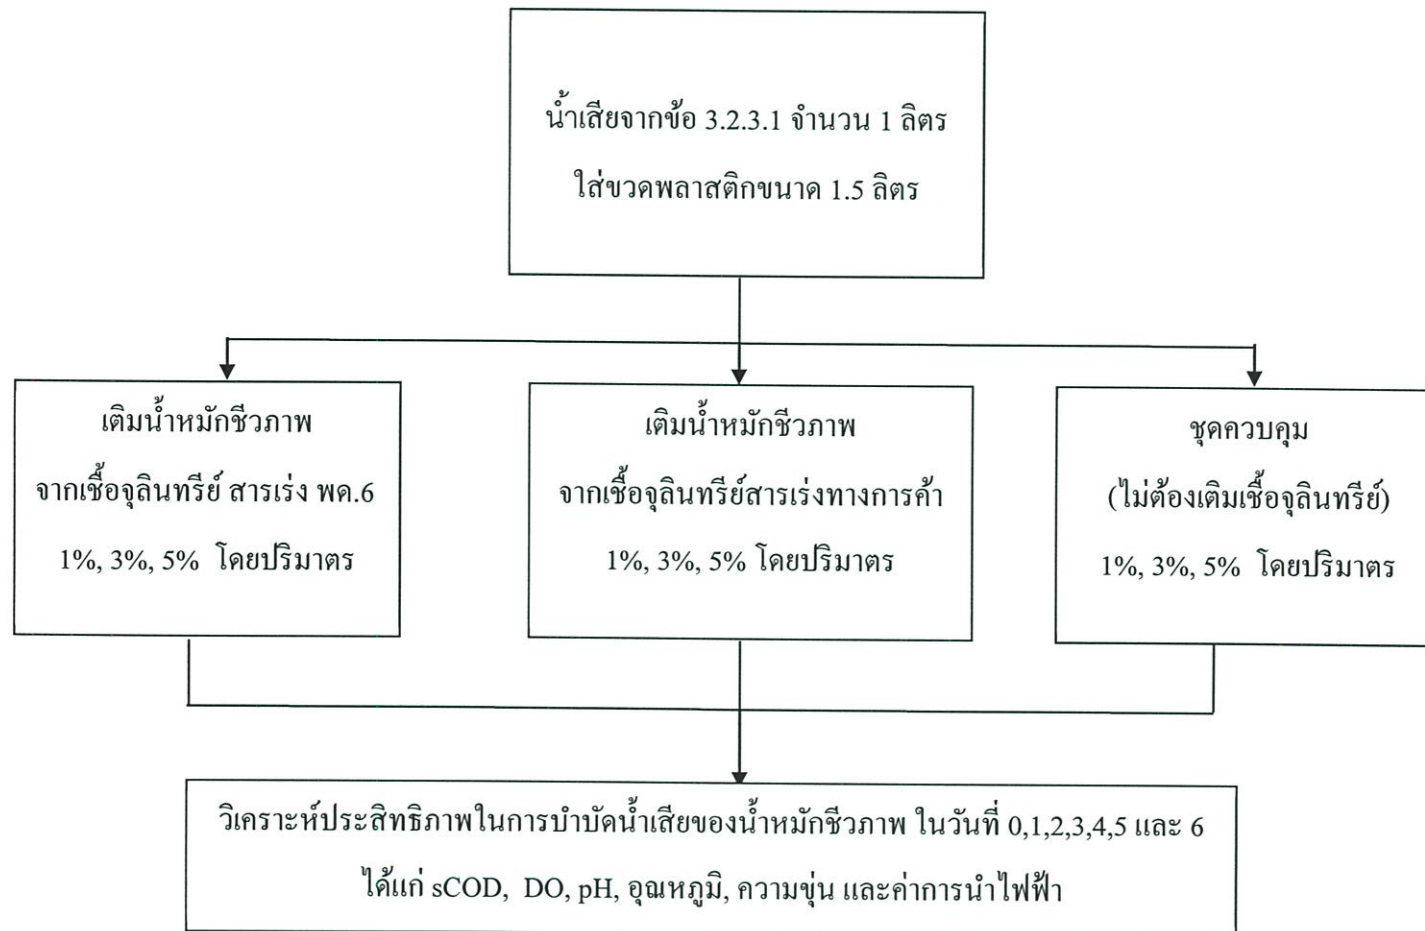 น้ำเสียจากข้อ 3.2.3.1 จำนวน 1 ลิตร
ใส่ขวดพลาสติกขนาด 1.5 ลิตร
เติมน้ำหมักชีวภาพ
จากเชื้อจุลินทรีย์ สารเร่ง พด.6
1%, 3%, 5% โดยปริมาตร
เติมน้ำหมักชีวภาพ
จากเชื้อจุลินทรีย์สารเร่งทางการค้า
1%, 3%, 5% โดยปริมาตร
ชุดควบคุม
(ไม่ต้องเติมเชื้อจุลินทรีย์)
1%, 3%, 5% โดยปริมาตร
วิเคราะห์ประสิทธิภาพในการบำบัดน้ำเสียของน้ำหมักชีวภาพ ในวันที่ 0,1,2,3,4,5 และ 6
ได้แก่ sCOD, DO, pH, อุณหภูมิ, ความขุ่น และค่าการนำไฟฟ้า